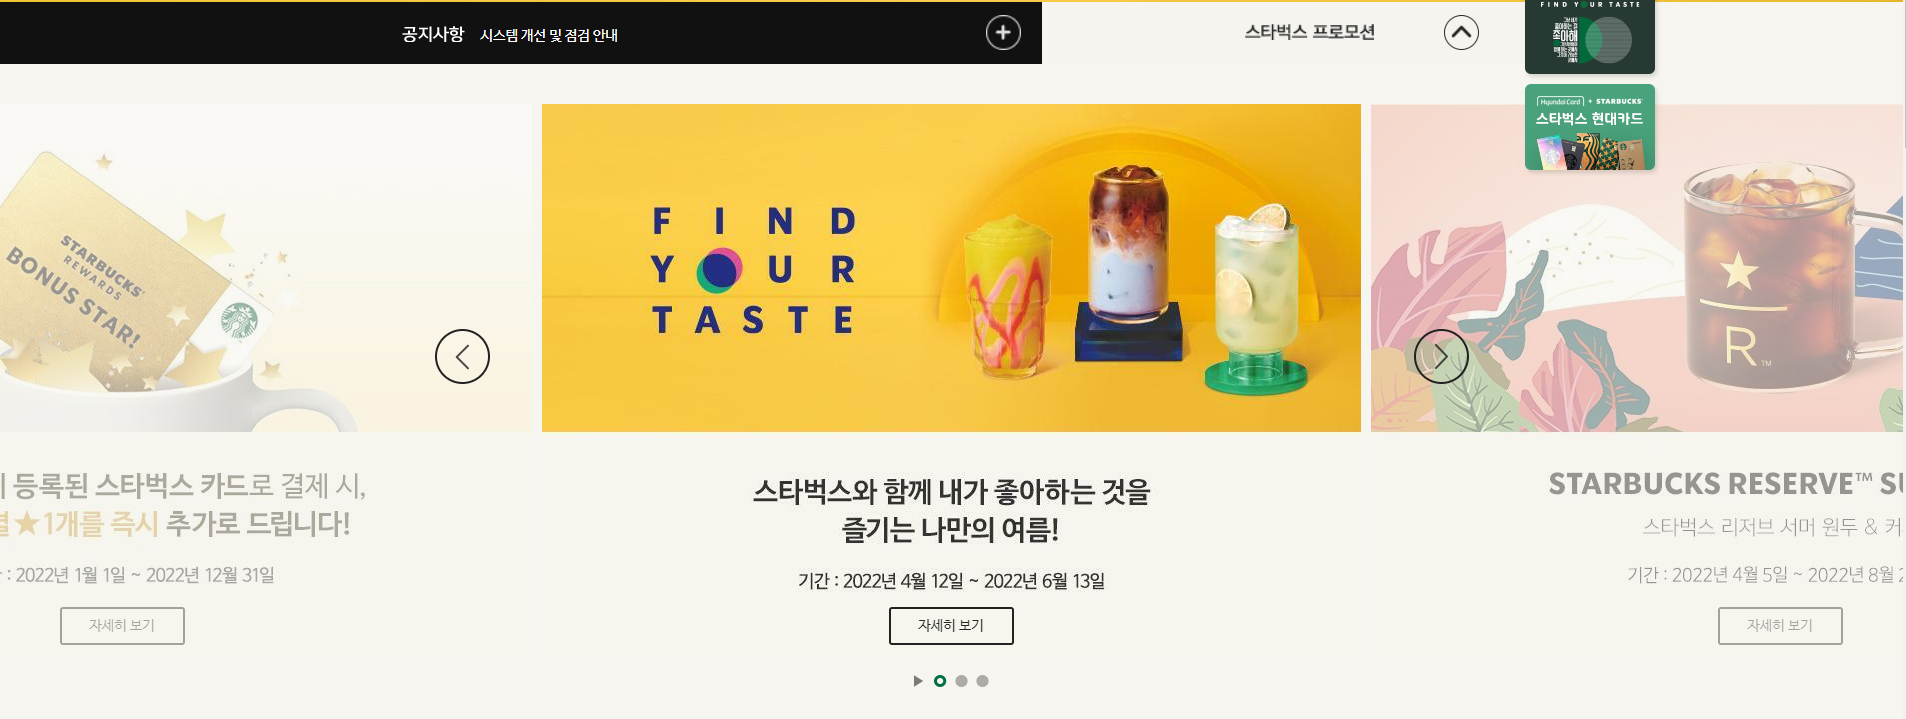 공지사항 시스템 개선 및 점검 안내
스타벅스 프로모션
FIND YOUR TASTE
좋아해
Hyundai Card + STARBUCKS
스타벅스 현대카드
STARBUCKS
REWARDS
BONUS STAR!
등록된 스타벅스 카드로 결제 시,
별★1개를 즉시 추가로 드립니다!
: 2022년 1월 1일 ~ 2022년 12월 31일
자세히 보기
FIND
YOUR
TASTE
스타벅스와 함께 내가 좋아하는 것을
즐기는 나만의 여름!
기간 : 2022년 4월 12일 ~ 2022년 6월 13일
자세히 보기
R™
STARBUCKS RESERVE™ SU
스타벅스 리저브 서머 원두 & 커
기간 : 2022년 4월 5일 ~ 2022년 8월 2
자세히 보기